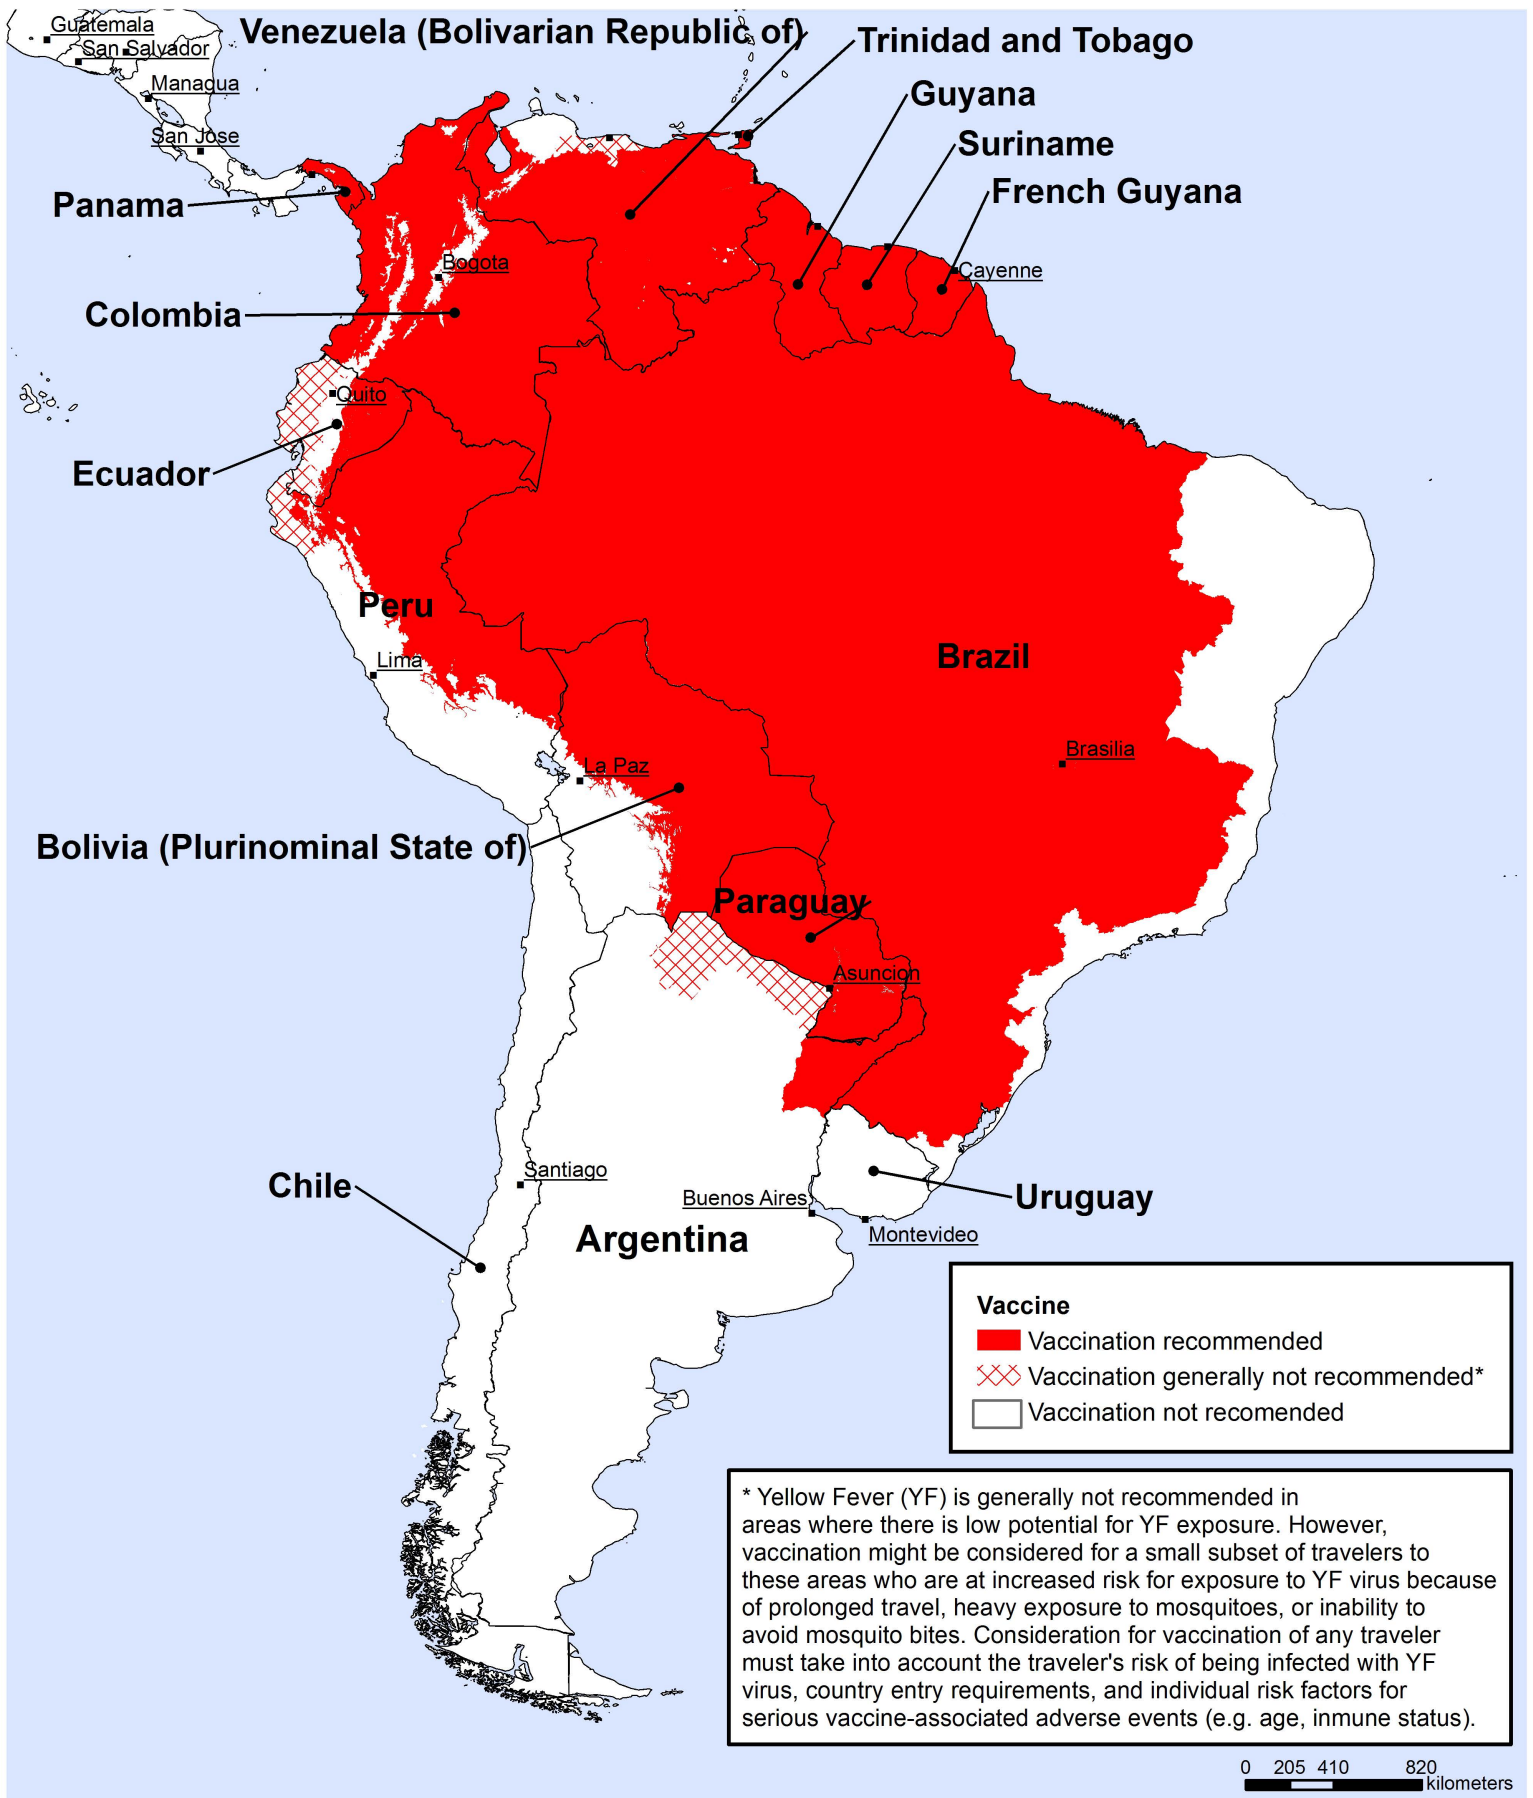 Guatemala
San Salvador
Managua
San Jose
Venezuela (Bolivarian Republic of)
Trinidad and Tobago
Guyana
Suriname
French Guyana
Panama
Bogota
Cayenne
Colombia
Quito
Ecuador
Peru
Lima
Brazil
Brasilia
La Paz
Bolivia (Plurinominal State of)
Paraguay
Asuncion
Chile
Santiago
Buenos Aires
Uruguay
Montevideo
Argentina
Vaccine
Vaccination recommended
Vaccination generally not recommended*
Vaccination not recomended
* Yellow Fever (YF) is generally not recommended in
areas where there is low potential for YF exposure. However,
vaccination might be considered for a small subset of travelers to
these areas who are at increased risk for exposure to YF virus because
of prolonged travel, heavy exposure to mosquitoes, or inability to
avoid mosquito bites. Consideration for vaccination of any traveler
must take into account the traveler's risk of being infected with YF
virus, country entry requirements, and individual risk factors for
serious vaccine-associated adverse events (e.g. age, inmune status).
0 205 410 820
kilometers